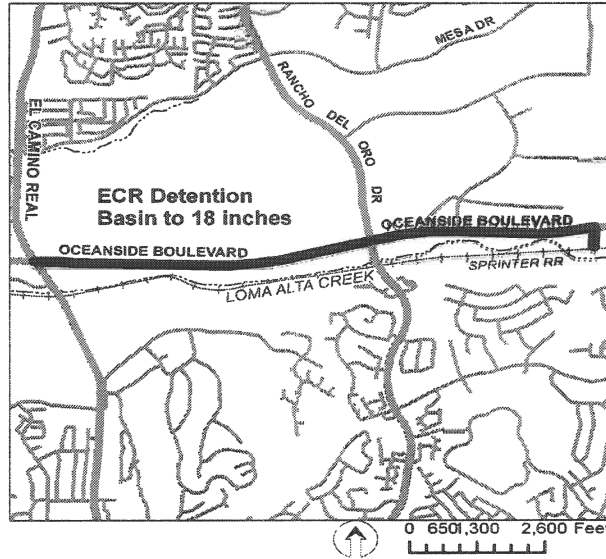 MESA DR
RANCHO DEL ORO DR
EL CAMINO REAL
ECR Detention
Basin to 18 inches
OCEANSIDE BOULEVARD
OCEANSIDE BOULEVARD
SPRINTER RR
LOMA ALTA CREEK
0 650 1,300 2,600 Feet